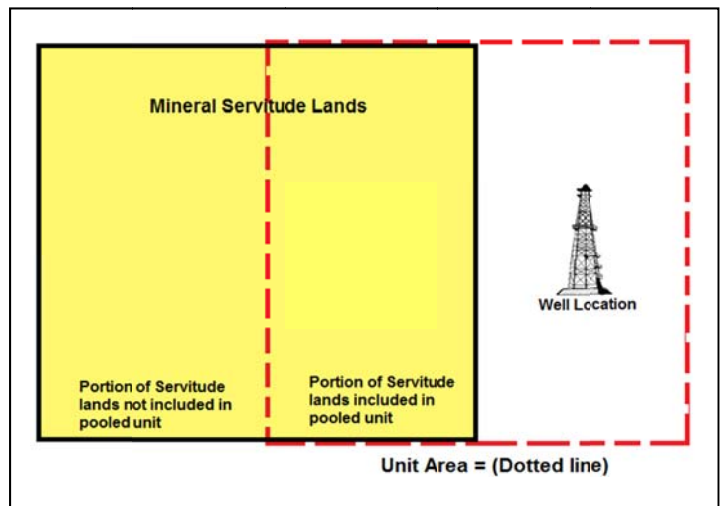 Mineral Servitude Lands
Well Location
Portion of Servitude
lands not included in
pooled unit
Portion of Servitude
lands included in
pooled unit
Unit Area = (Dotted line)